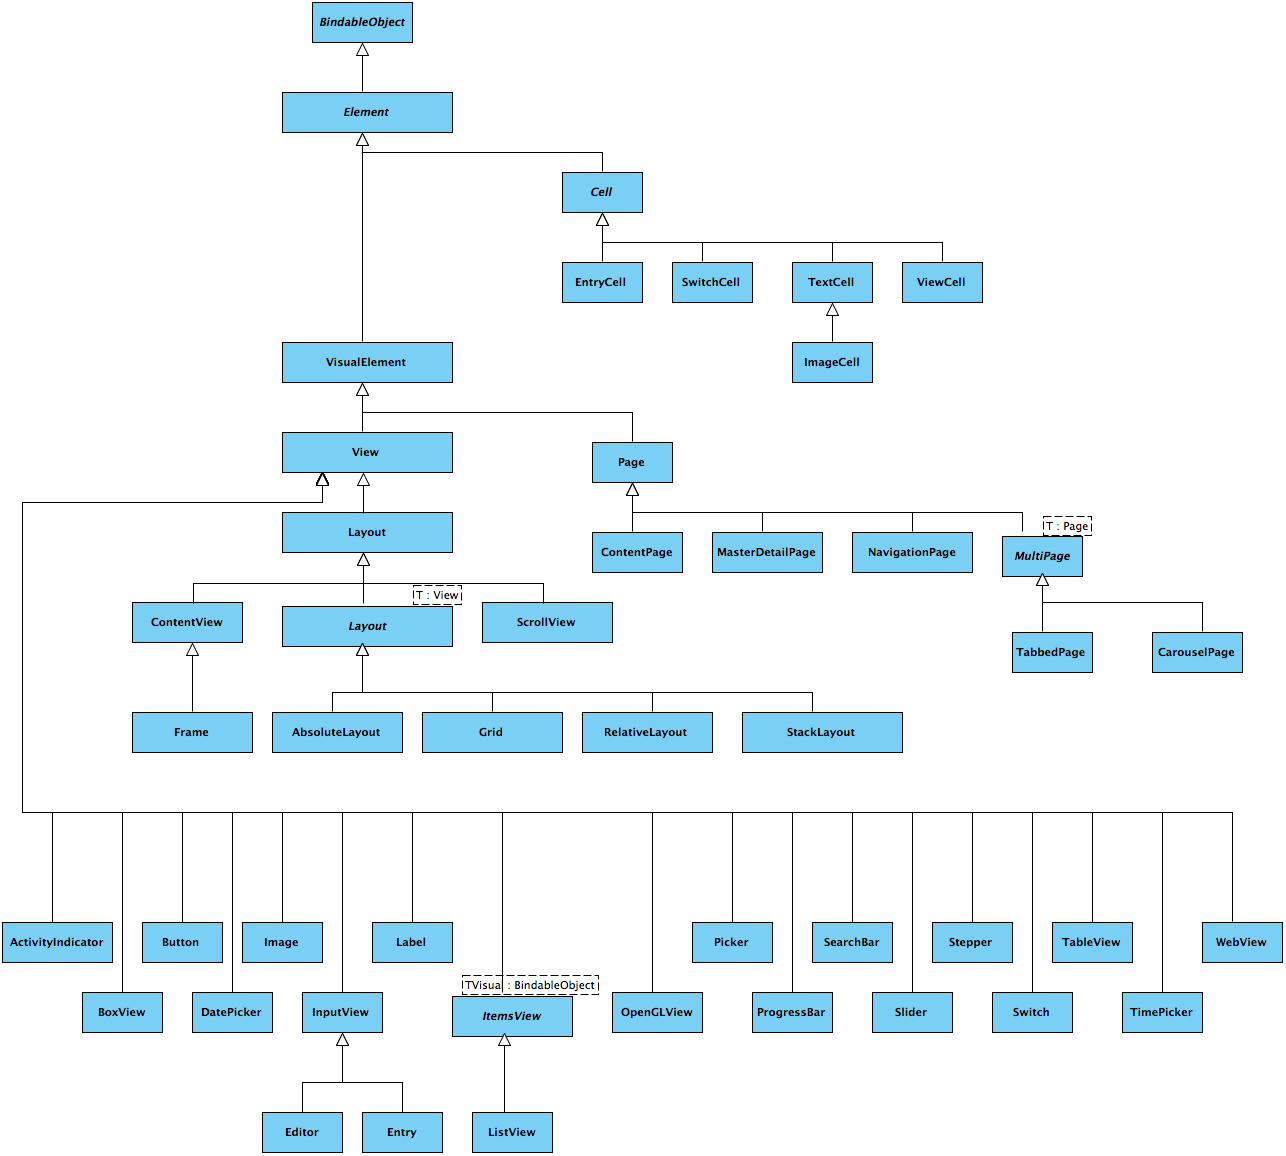 BindableObject
Element
Cell
EntryCell
SwitchCell
TextCell
ViewCell
VisualElement
ImageCell
View
Page
Layout
T : Page
ContentPage
MasterDetailPage
NavigationPage
MultiPage
T : View
ContentView
Layout
ScrollView
TabbedPage
CarouselPage
Frame
AbsoluteLayout
Grid
RelativeLayout
StackLayout
ActivityIndicator
Button
Image
Label
Picker
SearchBar
Stepper
TableView
WebView
TVisual : BindableObject
BoxView
DatePicker
InputView
ItemsView
OpenGLView
ProgressBar
Slider
Switch
TimePicker
Editor
Entry
ListView